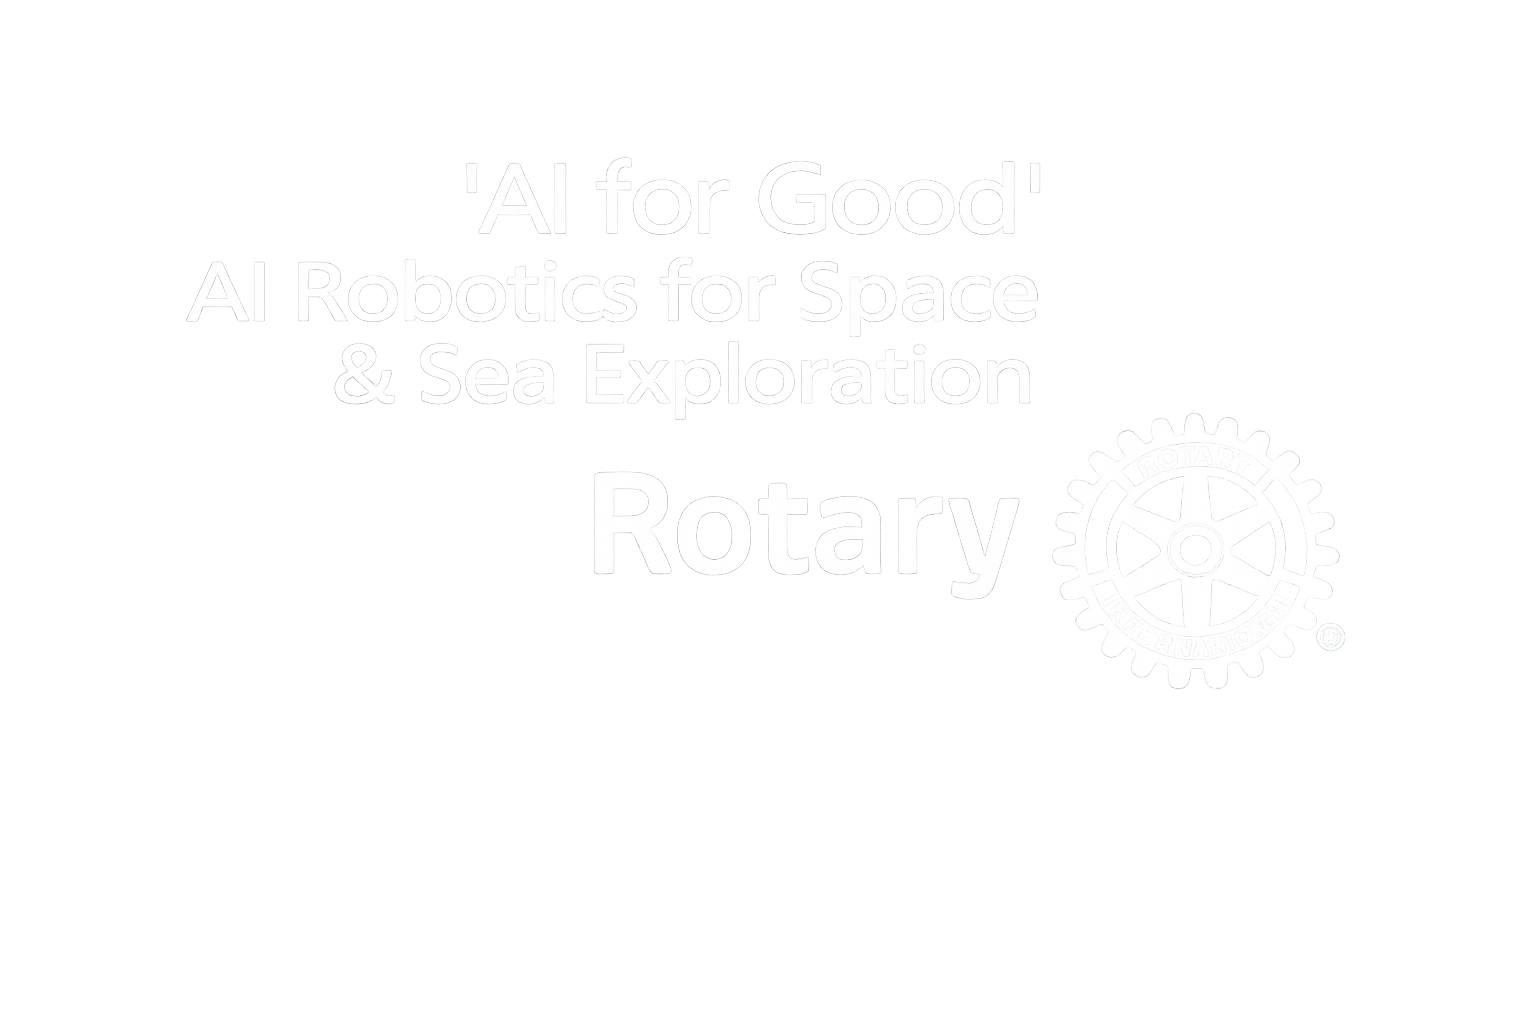 'AI for Good'
AI Robotics for Space
& Sea Exploration
Rotary
ROTARY
INTERNATIONAL
®